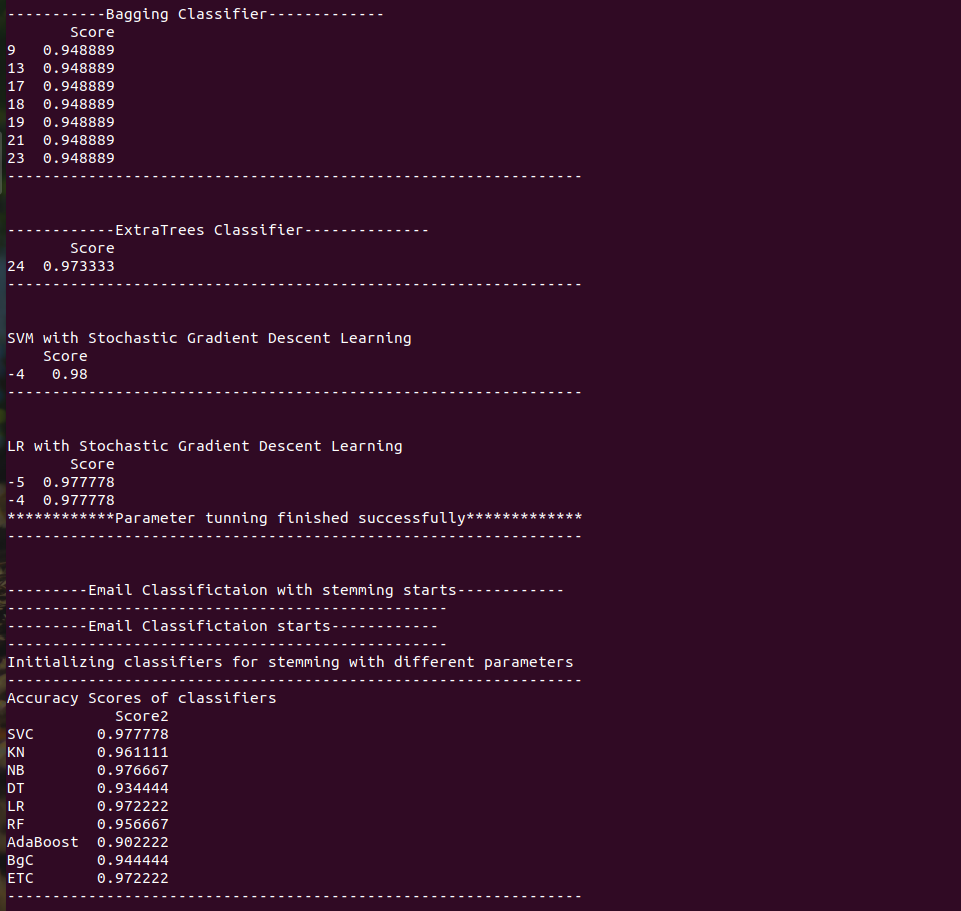 -----------Bagging Classifier-------------
       Score
9   0.948889
13  0.948889
17  0.948889
18  0.948889
19  0.948889
21  0.948889
23  0.948889
----------------------------------------------------------------
------------ExtraTrees Classifier--------------
       Score
24  0.973333
----------------------------------------------------------------
SVM with Stochastic Gradient Descent Learning
    Score
-4   0.98
----------------------------------------------------------------
LR with Stochastic Gradient Descent Learning
       Score
-5  0.977778
-4  0.977778
************Parameter tunning finished successfully*************
----------------------------------------------------------------
---------Email Classifictaion with stemming starts------------
-------------------------------------------------
---------Email Classifictaion starts------------
-------------------------------------------------
Initializing classifiers for stemming with different parameters
----------------------------------------------------------------
Accuracy Scores of classifiers
            Score2
SVC       0.977778
KN        0.961111
NB        0.976667
DT        0.934444
LR        0.972222
RF        0.956667
AdaBoost  0.902222
BgC       0.944444
ETC       0.972222
----------------------------------------------------------------